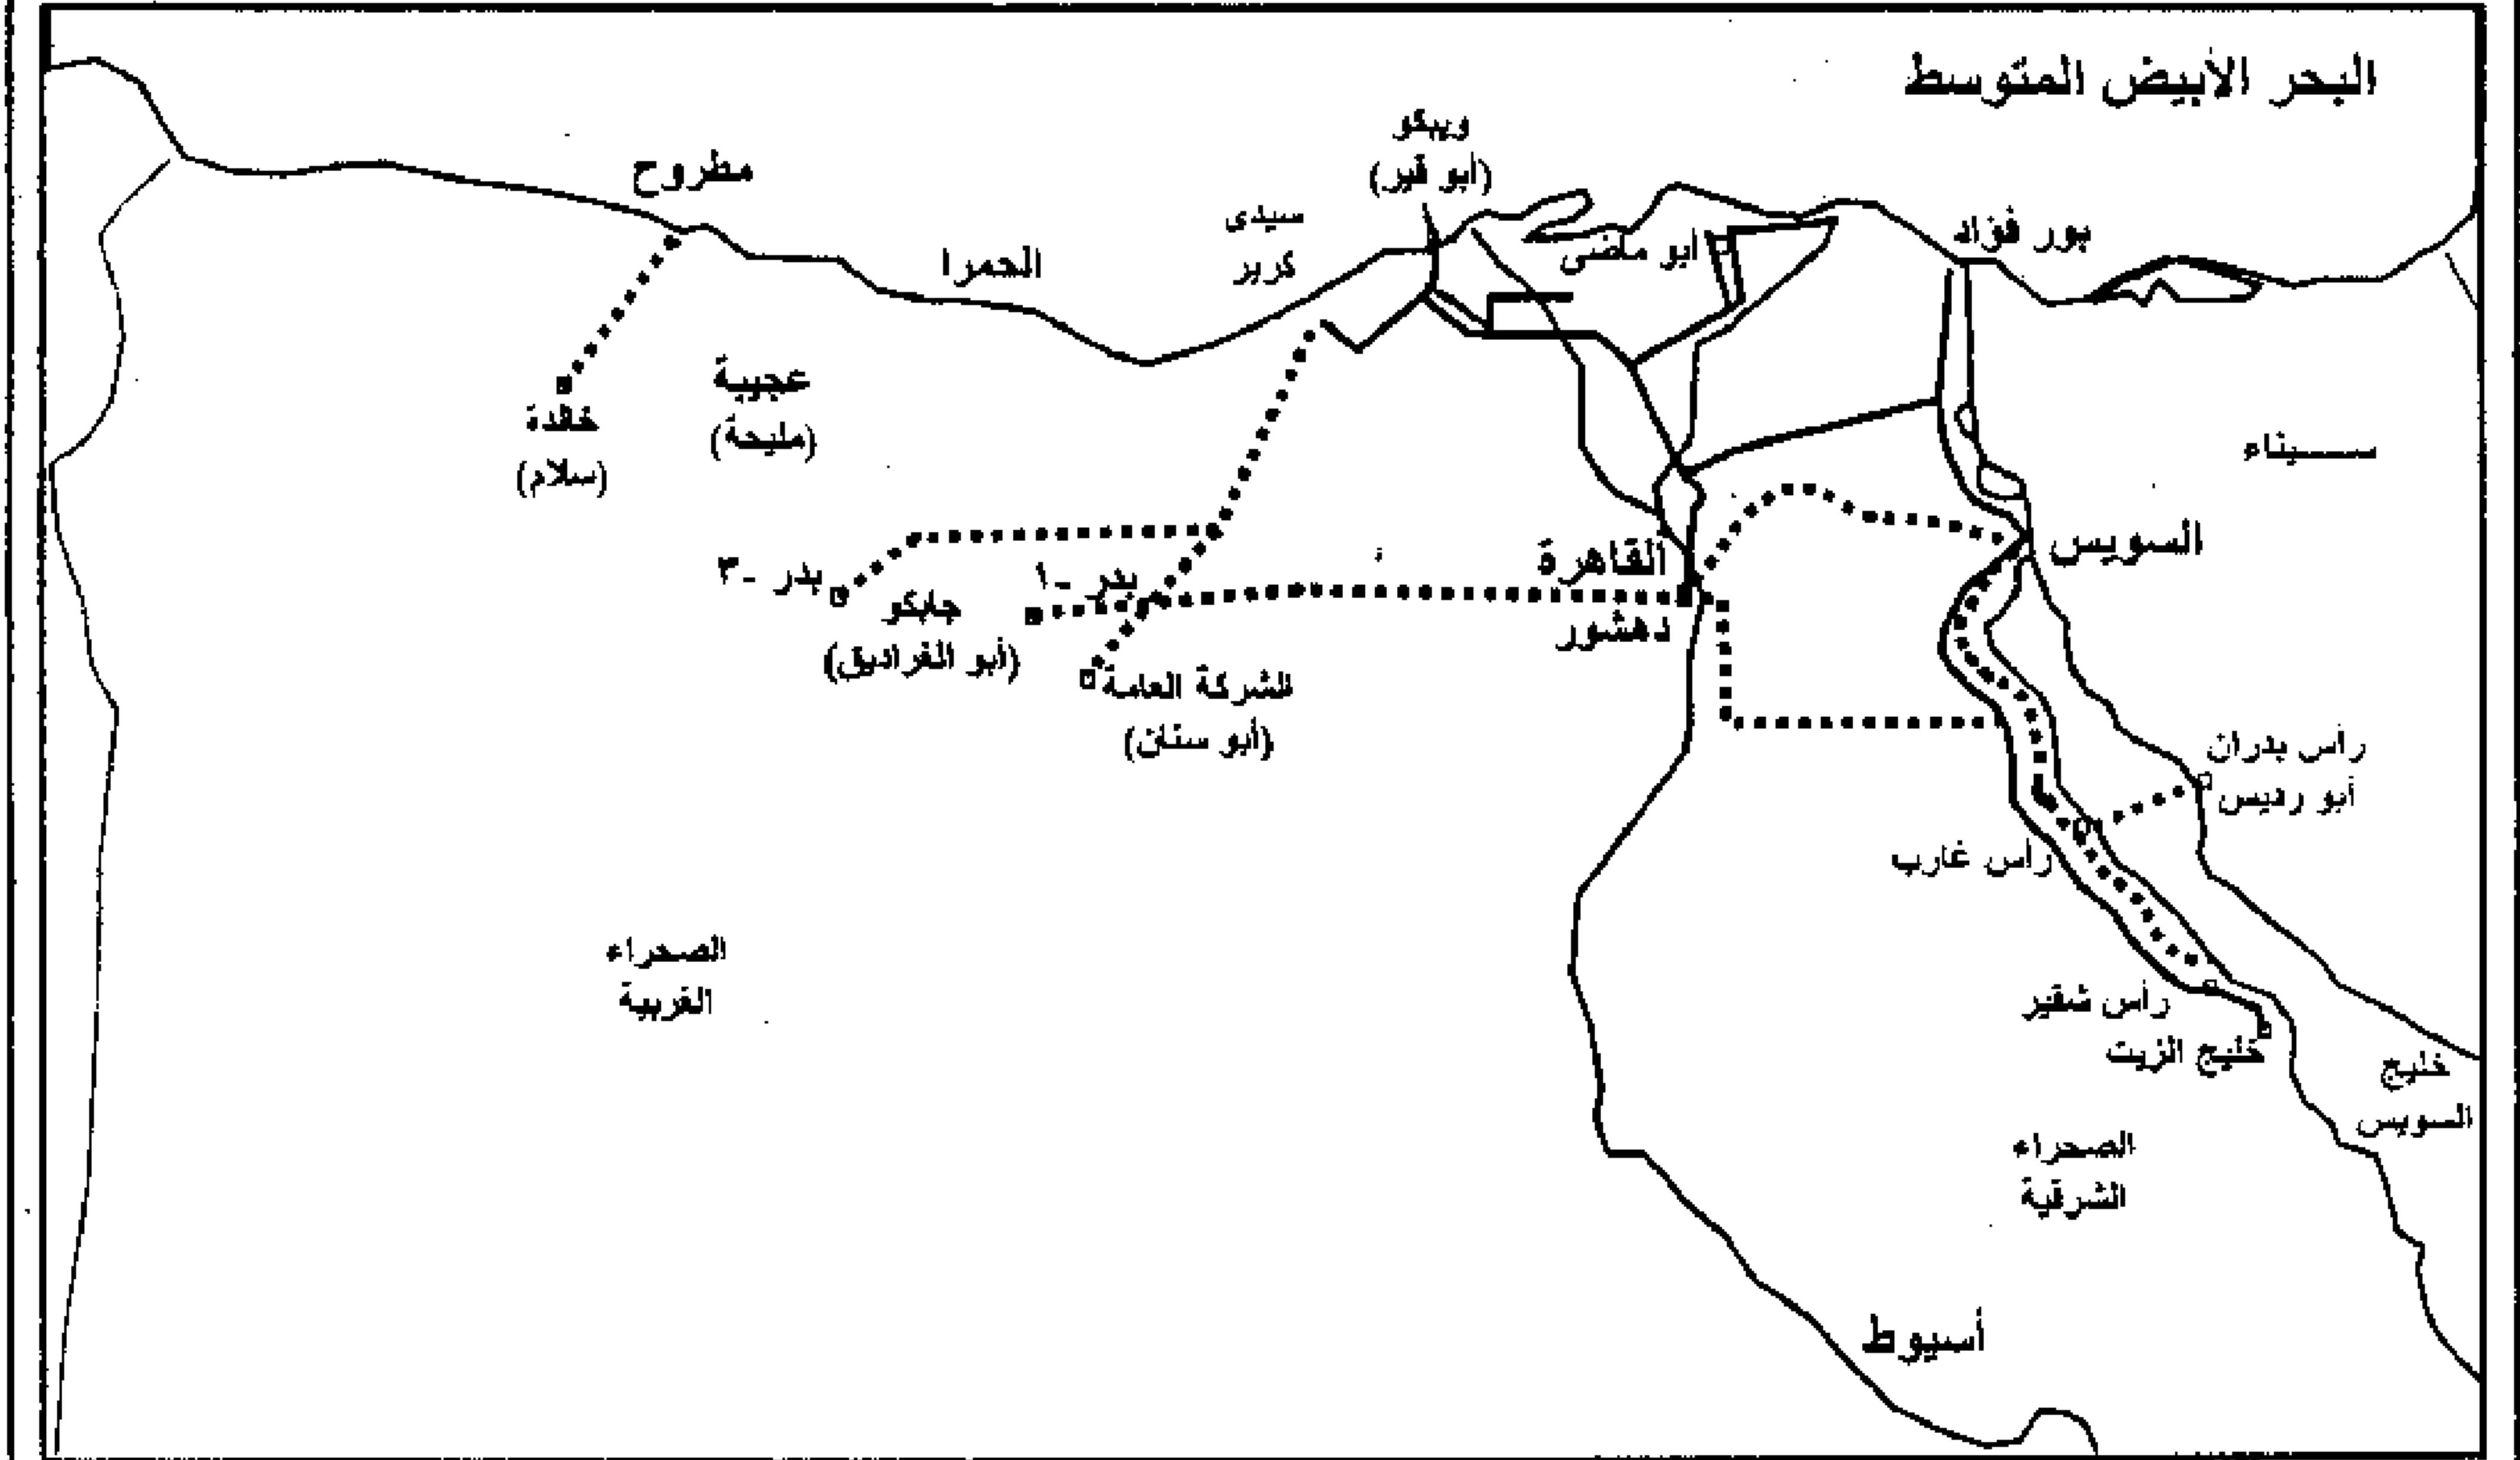 البحر الأبيض المتوسط
ويبكو
(أبو قير)
مطروح
سيدى
كرير
ابو ماضى
بور فؤاد
الحمرا
عجيبة
(مليحة)
خالدة
(سلام)
سيناء
السويس
القاهرة
دهشور
بدر -٣
بدر -١
جابكو
(أبو الغراديق)
للشركة العامة
(أبو سنان)
رأس بدران
أبو رديس
رأس غارب
الصحراء
الغربية
رأس شقير
خليج الزيت
خليج
السويس
الصحراء
الشرقية
أسيوط